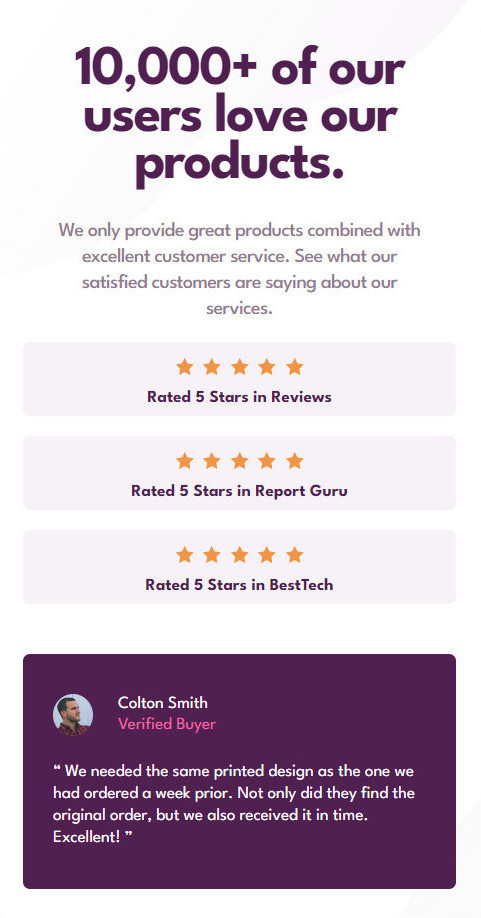 10,000+ of our
users love our
products.
We only provide great products combined with
excellent customer service. See what our
satisfied customers are saying about our
services.
Rated 5 Stars in Reviews
Rated 5 Stars in Report Guru
Rated 5 Stars in BestTech
Colton Smith
Verified Buyer
“ We needed the same printed design as the one we
had ordered a week prior. Not only did they find the
original order, but we also received it in time.
Excellent! ”